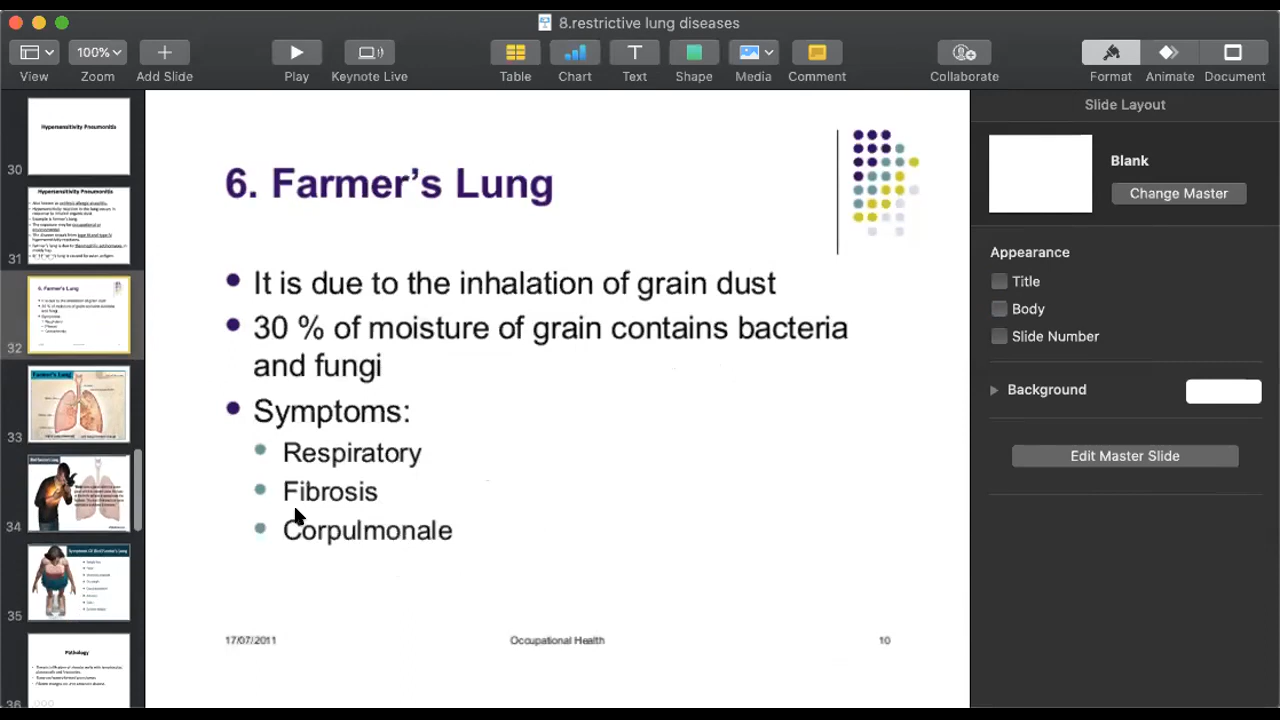 8.restrictive lung diseases
View
100%
Zoom
Add Slide
Play
Keynote Live
Table
Chart
Text
Shape
Media
Comment
Collaborate
Format
Animate
Document
Hypersensitivity Pneumonitis
30
Hypersensitivity Pneumonitis
31
6. Farmer's Lung
32
Farmer's Lung
33
34
35
Pathology
36
6. Farmer’s Lung
It is due to the inhalation of grain dust
30 % of moisture of grain contains bacteria
and fungi
Symptoms:
Respiratory
Fibrosis
Corpulmonale
17/07/2011
Occupational Health
10
Slide Layout
Blank
Change Master
Appearance
Title
Body
Slide Number
Background
Edit Master Slide